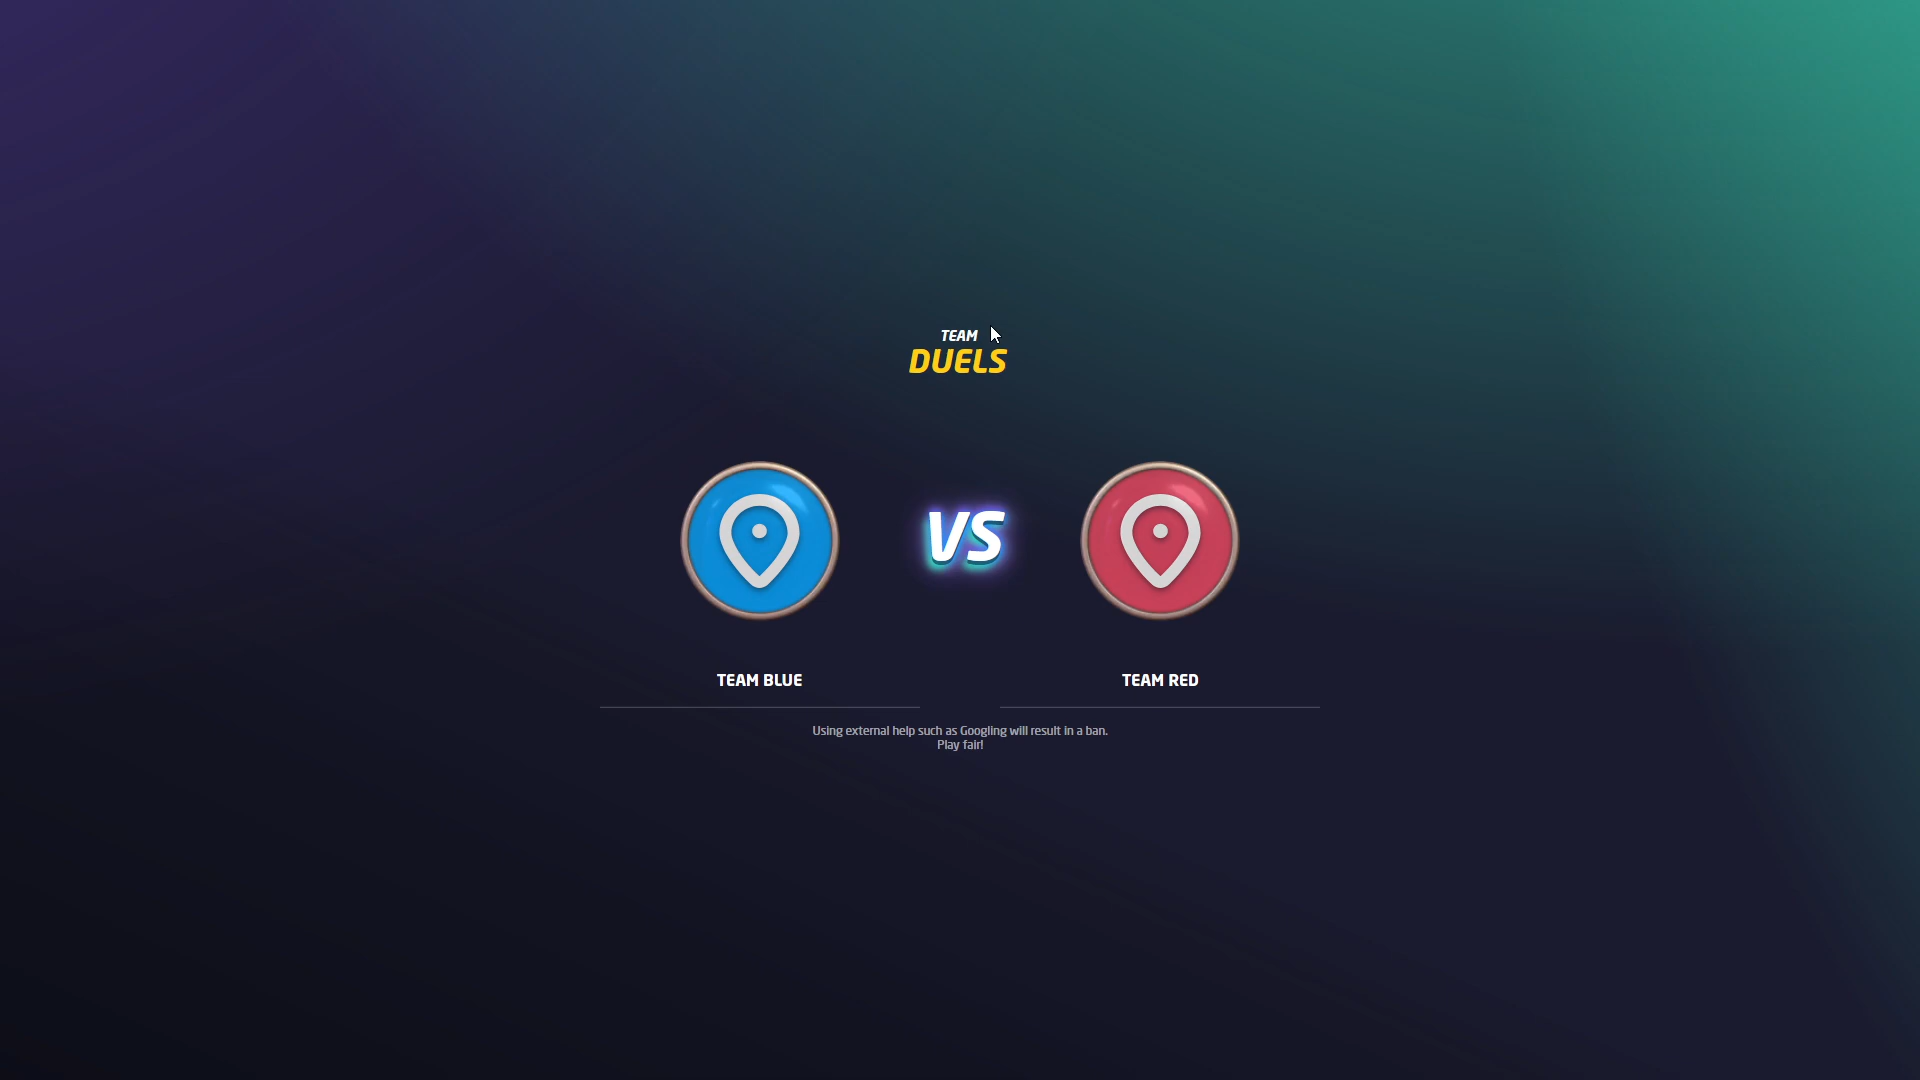 TEAM
DUELS
VS
TEAM BLUE
TEAM RED
Using external help such as Googling will result in a ban.
Play fair!